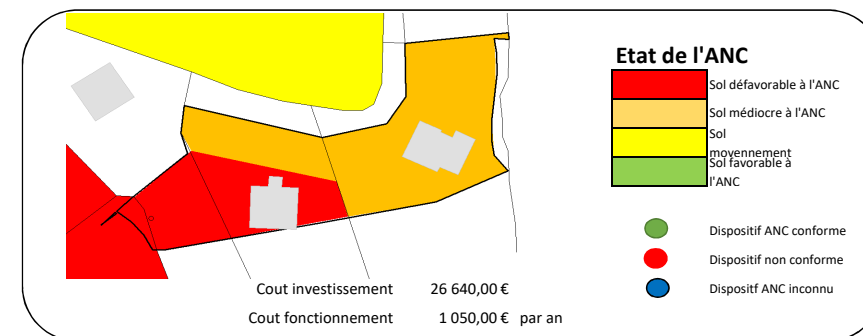 Etat de l'ANC
Sol défavorable à l'ANC
Sol médiocre à l'ANC
Sol
moyennement
Sol favorable à
l'ANC
Dispositif ANC conforme
Dispositif non conforme
Dispositf ANC inconnu
Cout investissement 26 640,00 €
Cout fonctionnement 1 050,00 € par an